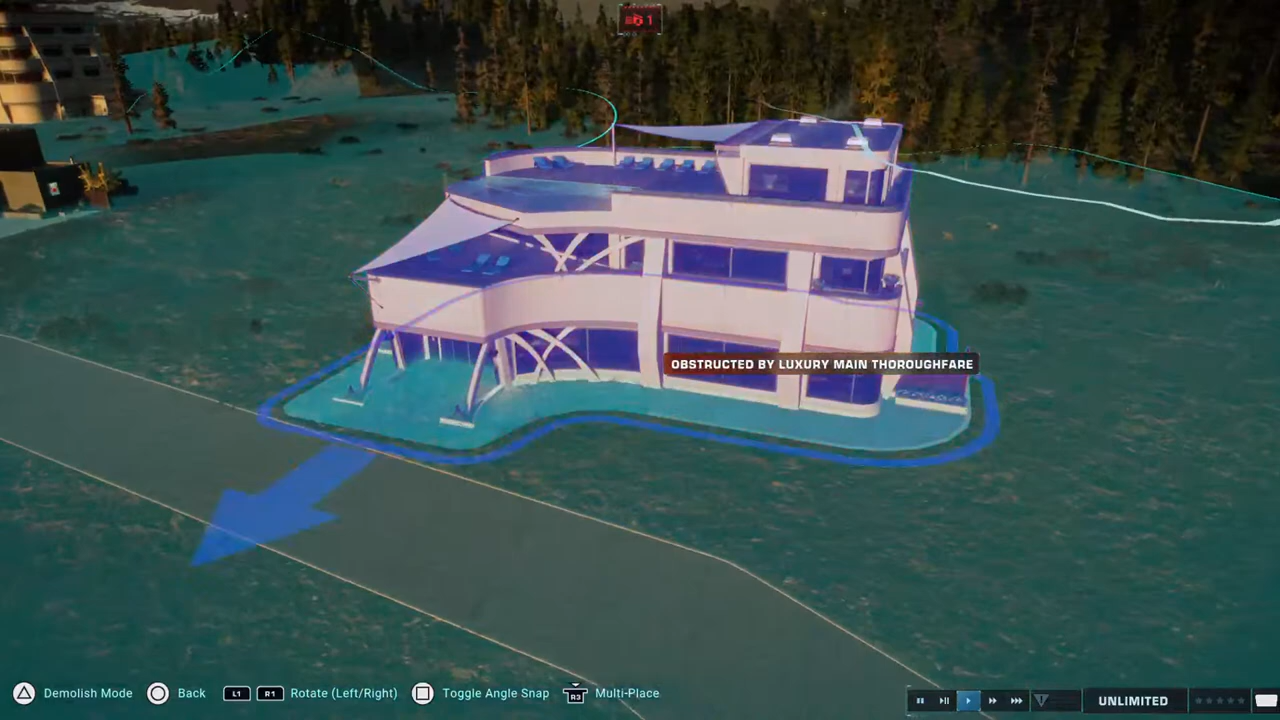 1
OBSTRUCTED BY LUXURY MAIN THOROUGHFARE
Demolish Mode
Back
L1 R1 Rotate (Left/Right)
Toggle Angle Snap
R3 Multi-Place
UNLIMITED